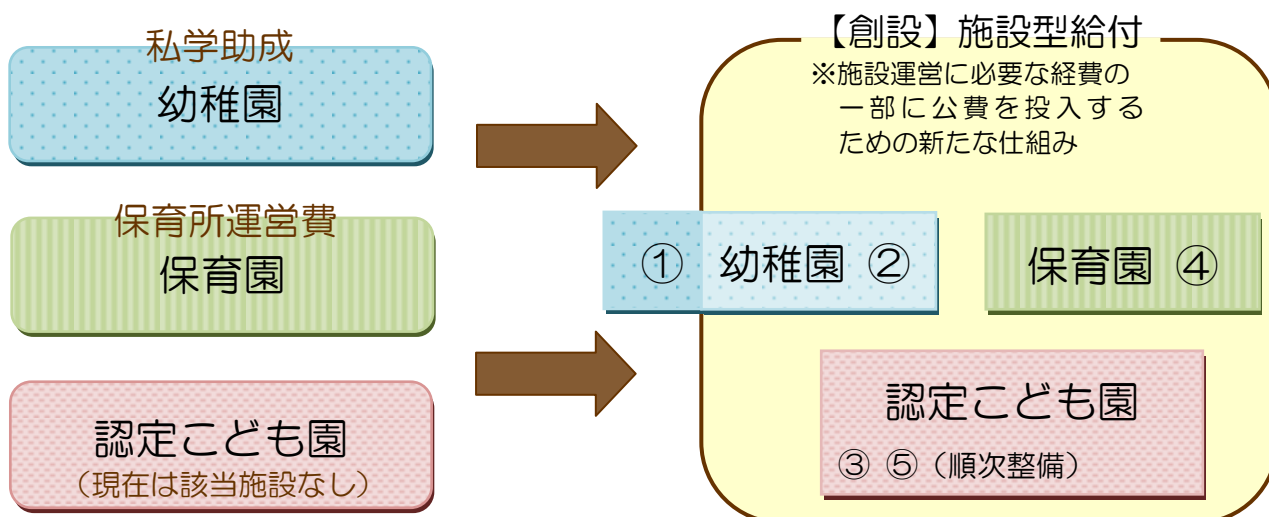 私学助成
幼稚園
保育所運営費
保育園
認定こども園
（現在は該当施設なし）
【創設】施設型給付
※施設運営に必要な経費の
一部に公費を投入する
ための新たな仕組み
① 幼稚園 ②
保育園 ④
認定こども園
③ ⑤（順次整備）